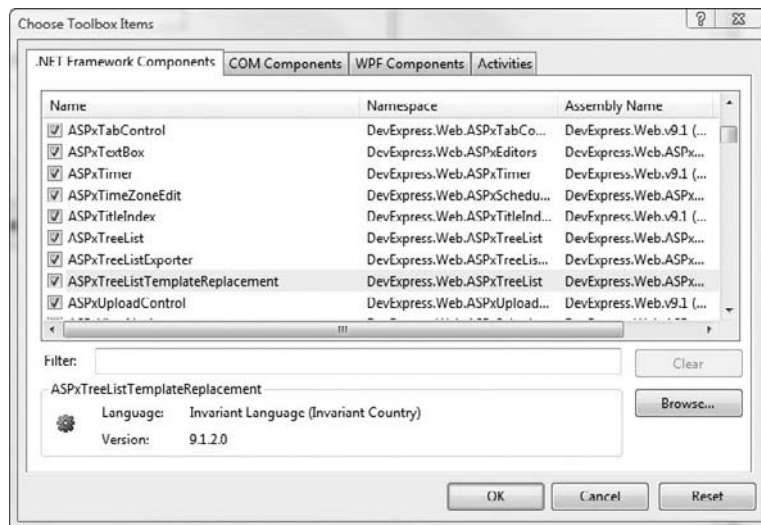 Choose Toolbox Items
.NET Framework Components COM Components WPF Components Activities
Name Namespace Assembly Name
ASPxTabControl DevExpress.Web.ASPxTabCo... DevExpress.Web.v9.1 (...
ASPxTextBox DevExpress.Web.ASPxEditors DevExpress.Web.ASPx...
ASPxTimer DevExpress.Web.ASPxTimer DevExpress.Web.v9.1 (...
ASPxTimeZoneEdit DevExpress.Web.ASPxSchedu... DevExpress.Web.ASPx...
ASPxTitleIndex DevExpress.Web.ASPxTitleInd... DevExpress.Web.v9.1 (...
ASPxTreeList DevExpress.Web.ASPxTreeList DevExpress.Web.ASPx...
ASPxTreeListExporter DevExpress.Web.ASPxTreeLis... DevExpress.Web.ASPx...
ASPxTreeListTemplateReplacement DevExpress.Web.ASPxTreeList DevExpress.Web.ASPx...
ASPxUploadControl DevExpress.Web.ASPxUpload... DevExpress.Web.v9.1 (...
Filter: Clear
ASPxTreeListTemplateReplacement
Language: Invariant Language (Invariant Country) Browse...
Version: 9.1.2.0
OK Cancel Reset